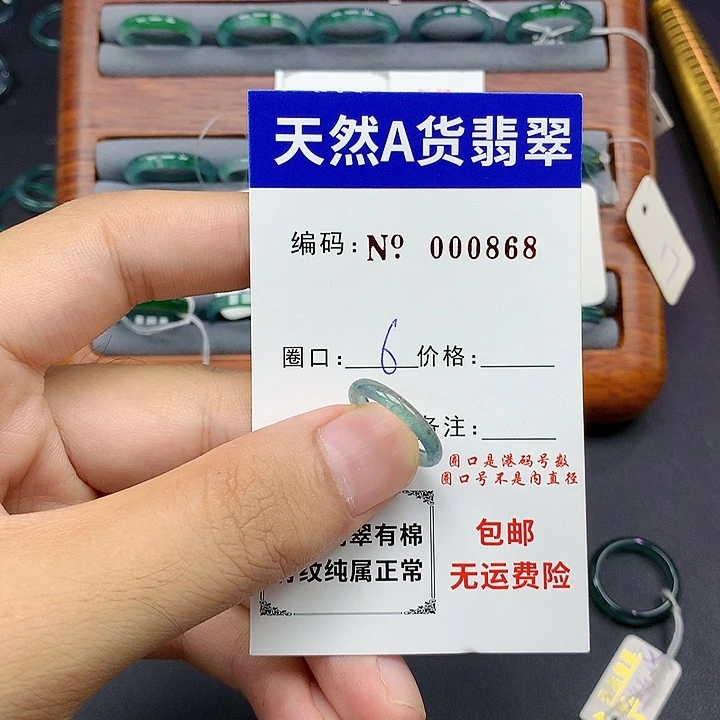 天然A货翡翠
编码: Nº 000868
圈口: 6 价格:
备注:
圈口是港码号数
圈口号不是内直径
翠有棉
纹纯属正常
包邮
无运费险